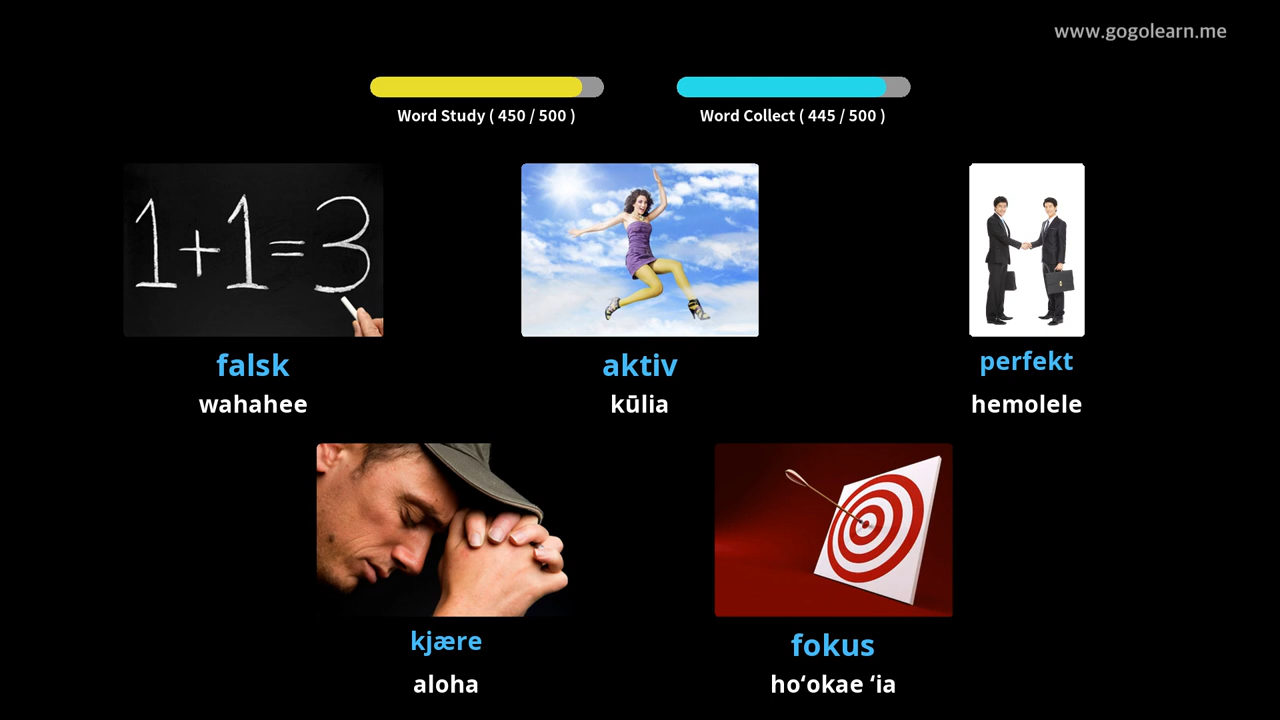 www.gogolearn.me
Word Study ( 450 / 500 )
Word Collect ( 445 / 500 )
1+1=3
falsk
wahahee
aktiv
kūlia
perfekt
hemolele
kjære
aloha
fokus
hoʻokae ʻia